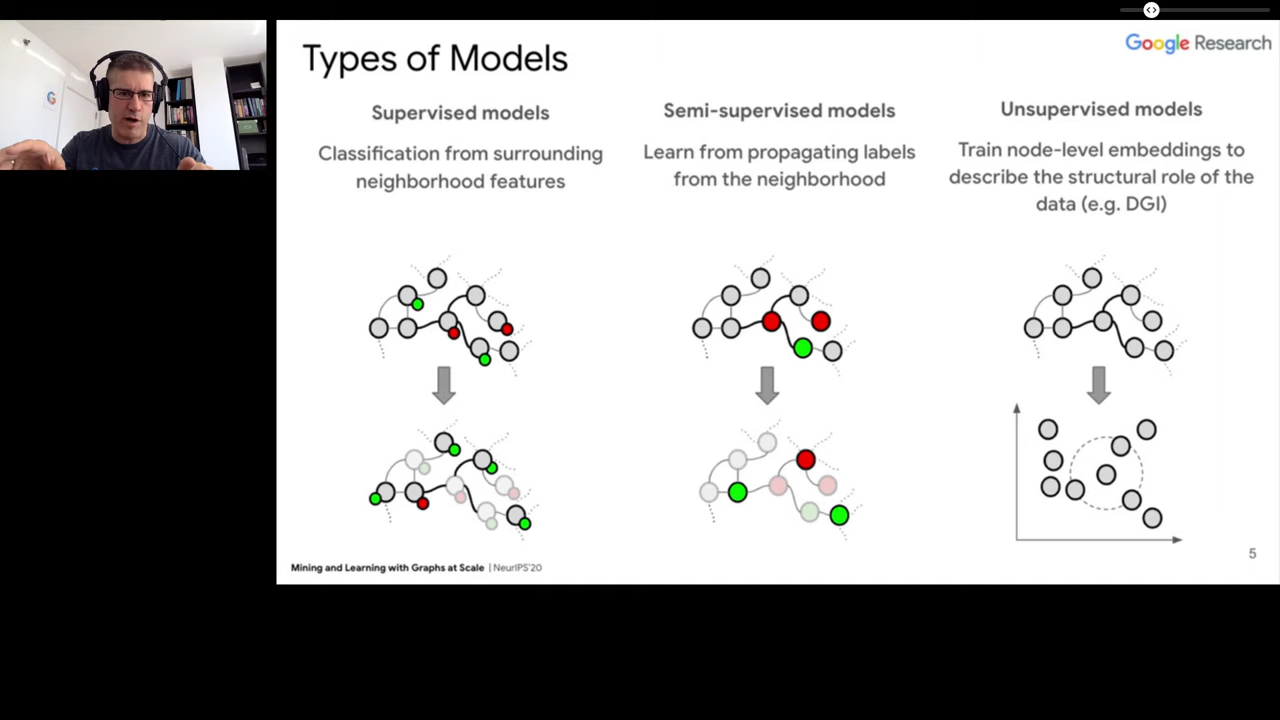 Types of Models
Google Research
Supervised models
Classification from surrounding
neighborhood features
Semi-supervised models
Learn from propagating labels
from the neighborhood
Unsupervised models
Train node-level embeddings to
describe the structural role of the
data (e.g. DGI)
Mining and Learning with Graphs at Scale | NeurIPS'20
5